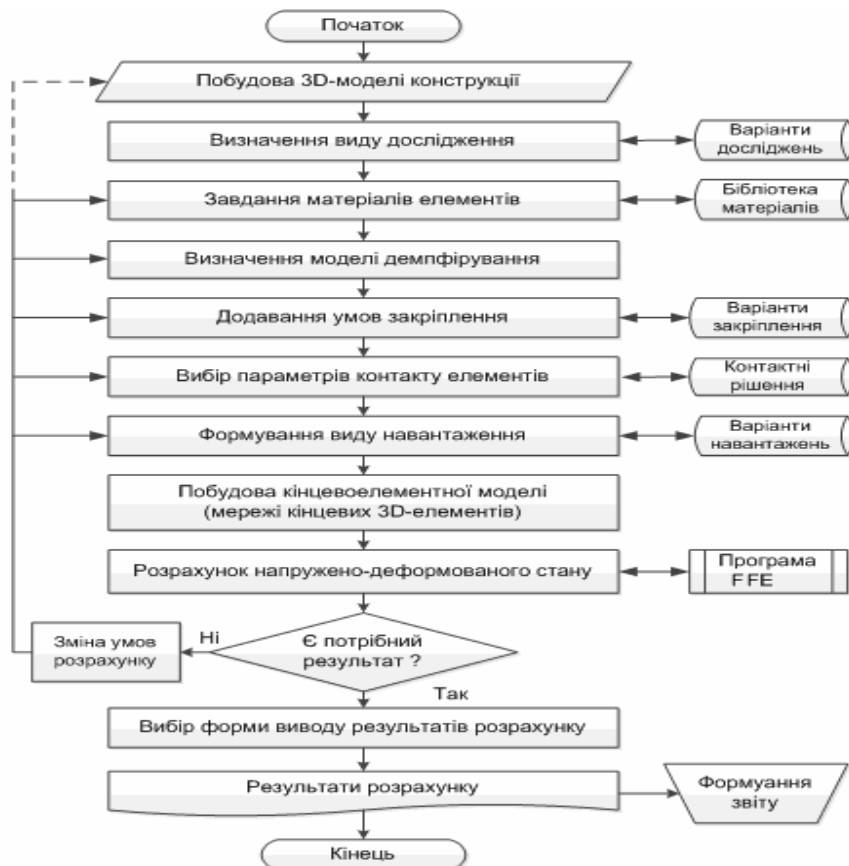 Початок
Побудова 3D-моделі конструкції
Визначення виду дослідження
Варіанти
досліджень
Завдання матеріалів елементів
Бібліотека
матеріалів
Визначення моделі демпфірування
Додавання умов закріплення
Варіанти
закріплення
Вибір параметрів контакту елементів
Контактні
рішення
Формування виду навантаження
Варіанти
навантажень
Побудова кінцевоелементної моделі
(мережі кінцевих 3D-елементів)
Розрахунок напружено-деформованого стану
Програма
FFE
Зміна умов
розрахунку
Ні
Є потрібний
результат ?
Так
Вибір форми виводу результатів розрахунку
Результати розрахунку
Формуання
звіту
Кінець